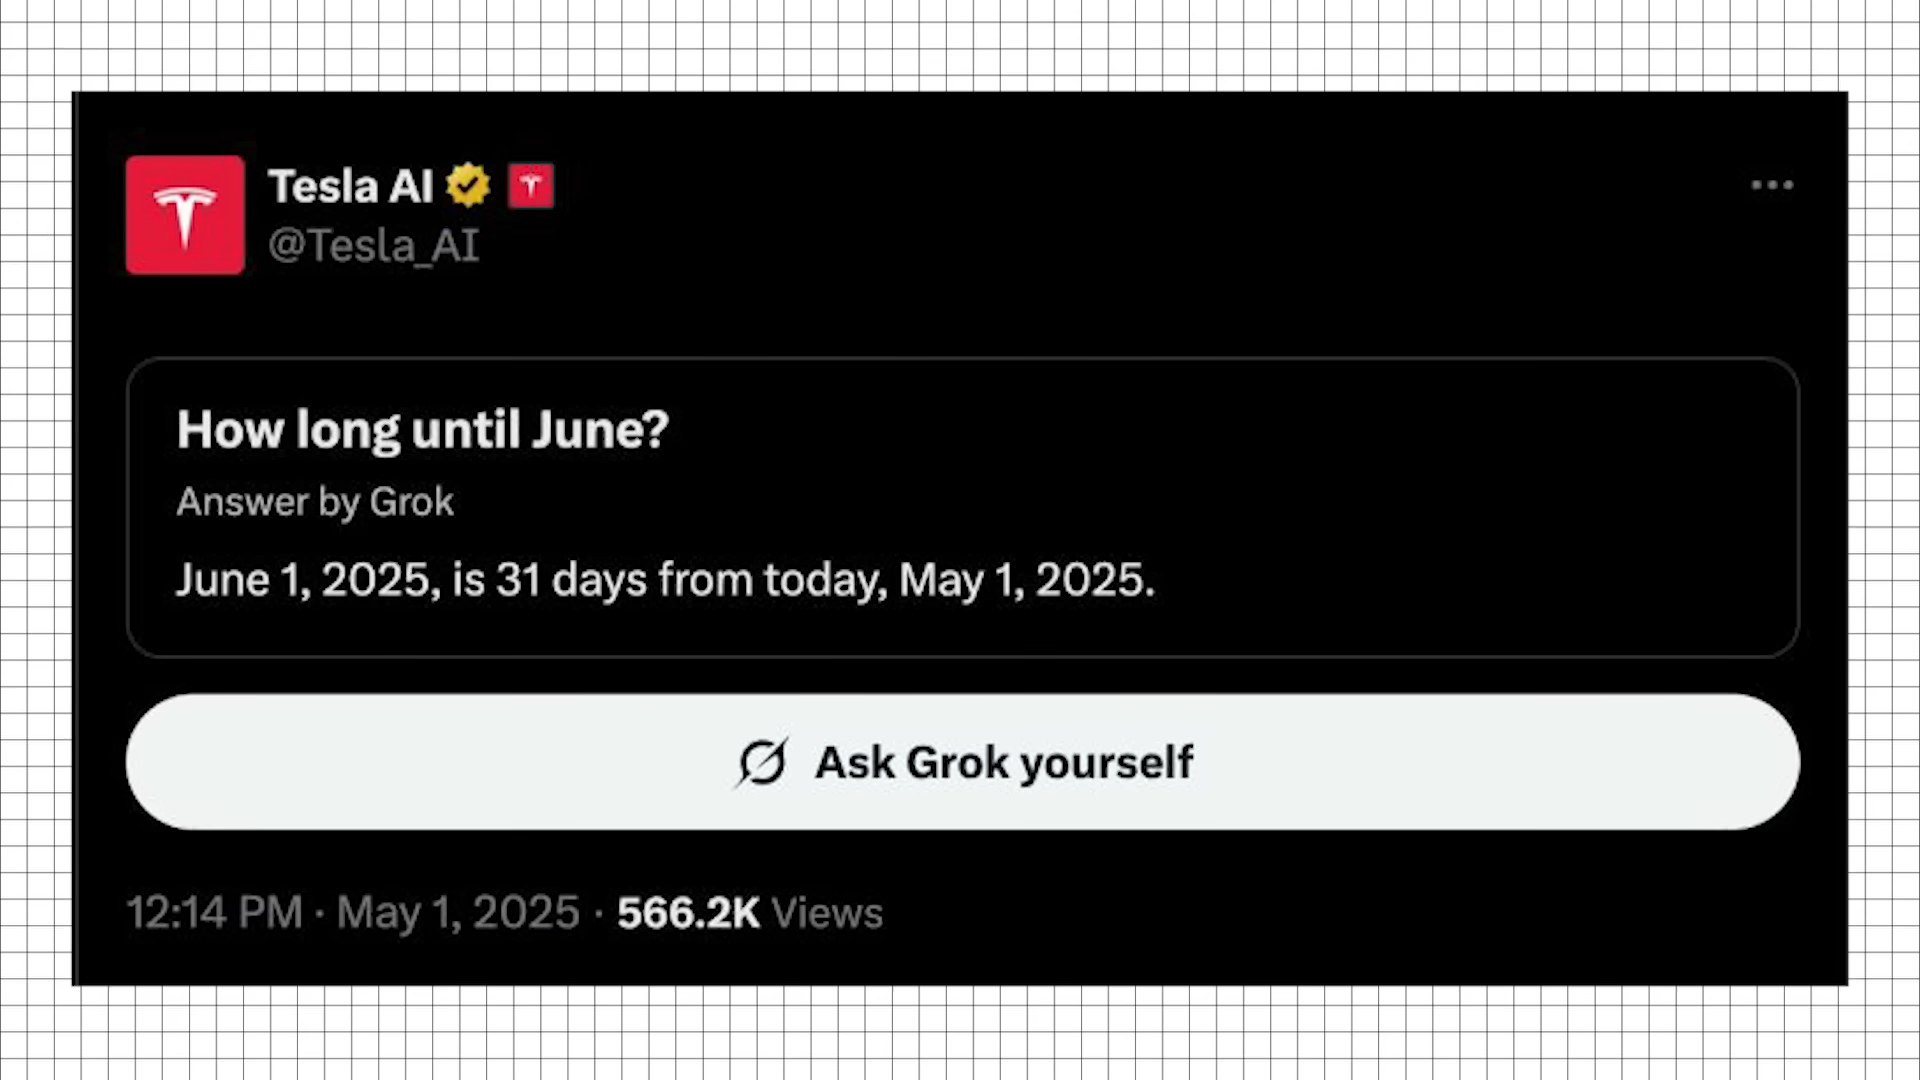 Tesla AI
@Tesla_AI
How long until June?
Answer by Grok
June 1, 2025, is 31 days from today, May 1, 2025.
Ask Grok yourself
12:14 PM · May 1, 2025 · 566.2K Views